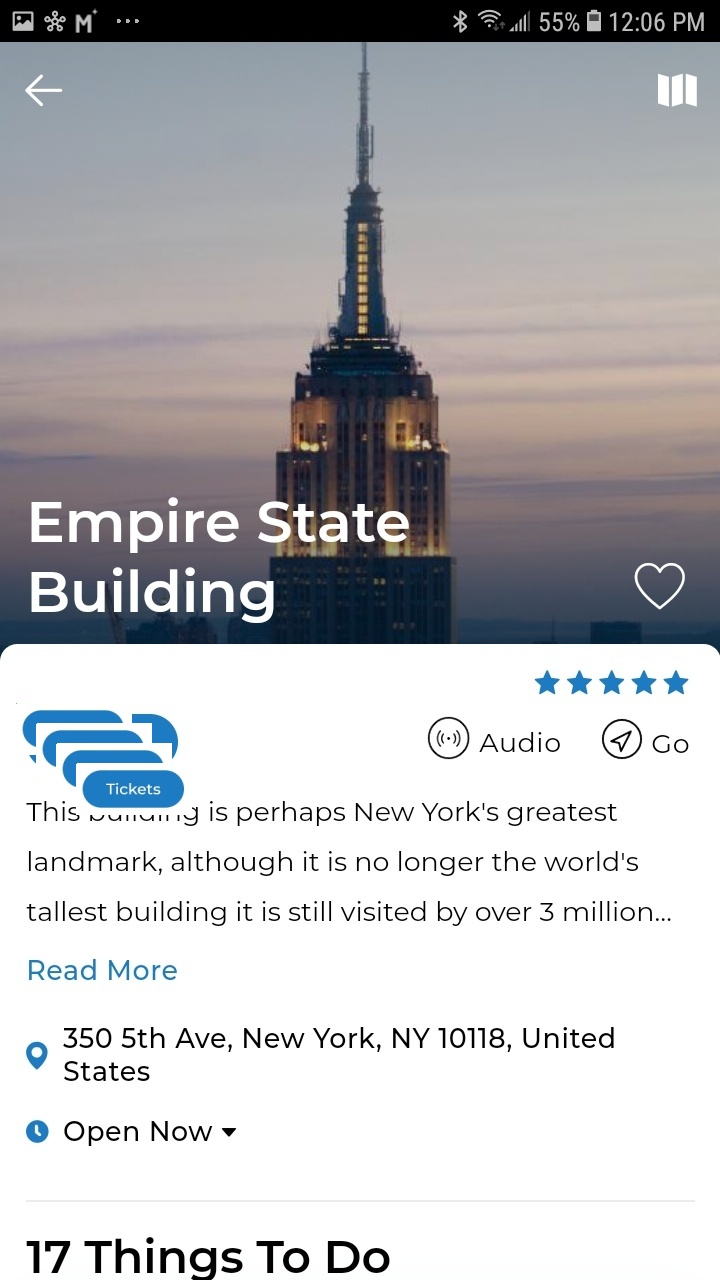 55% 12:06 PM
Empire State
Building
Audio
Go
Tickets
This building is perhaps New York's greatest
landmark, although it is no longer the world's
tallest building it is still visited by over 3 million...
Read More
350 5th Ave, New York, NY 10118, United
States
Open Now
17 Things To Do